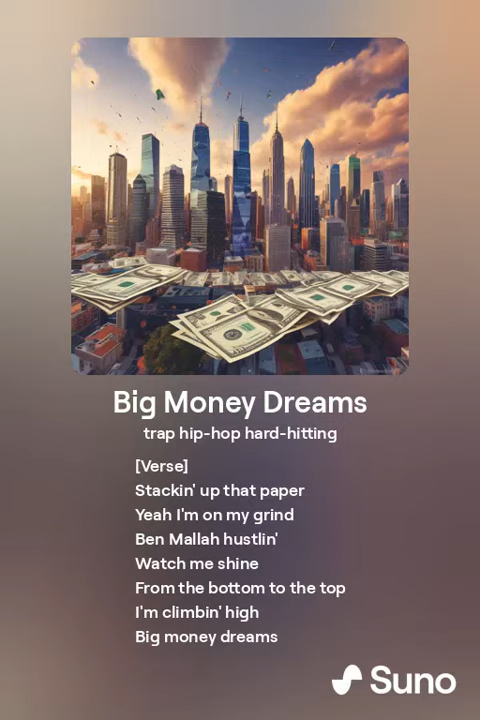 Big Money Dreams
trap hip-hop hard-hitting
[Verse]
Stackin' up that paper
Yeah I'm on my grind
Ben Mallah hustlin'
Watch me shine
From the bottom to the top
I'm climbin' high
Big money dreams
Suno